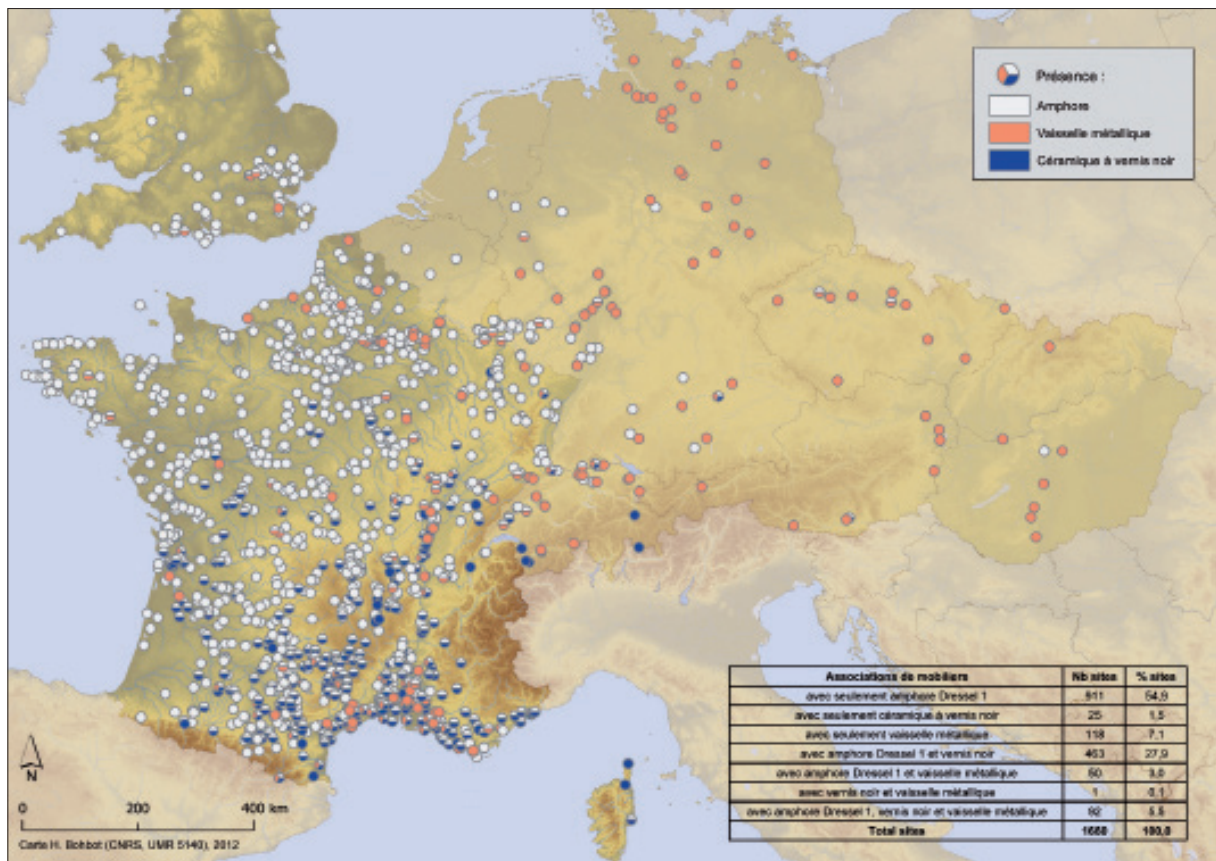 Présence :
Amphore
Vaisselle métallique
Céramique à vernis noir
Associations de mobiliers Nb sites % sites
avec seulement amphore Dressel 1 911 54,9
avec seulement céramique à vernis noir 25 1,5
avec seulement vaisselle métallique 118 7,1
avec amphore Dressel 1 et vernis noir 463 27,9
avec amphore Dressel 1 et vaisselle métallique 50 3,0
avec vernis noir et vaisselle métallique 1 0,1
avec amphore Dressel 1, vernis noir et vaisselle métallique 92 5,5
Total sites 1660 100,0
N
0 200 400 km
Carte H. Bohbot (CNRS, UMR 5140), 2012